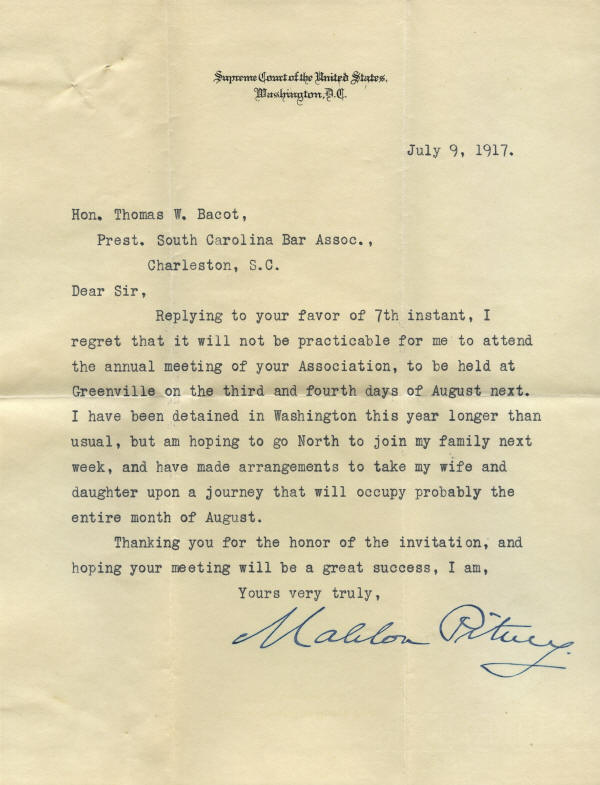 Supreme Court of the United States,
Washington, D.C.
July 9, 1917.
Hon. Thomas W. Bacot,
Prest. South Carolina Bar Assoc.,
Charleston, S.C.
Dear Sir,
Replying to your favor of 7th instant, I
regret that it will not be practicable for me to attend
the annual meeting of your Association, to be held at
Greenville on the third and fourth days of August next.
I have been detained in Washington this year longer than
usual, but am hoping to go North to join my family next
week, and have made arrangements to take my wife and
daughter upon a journey that will occupy probably the
entire month of August.
Thanking you for the honor of the invitation, and
hoping your meeting will be a great success, I am,
Yours very truly,
Mahlon Pitney.